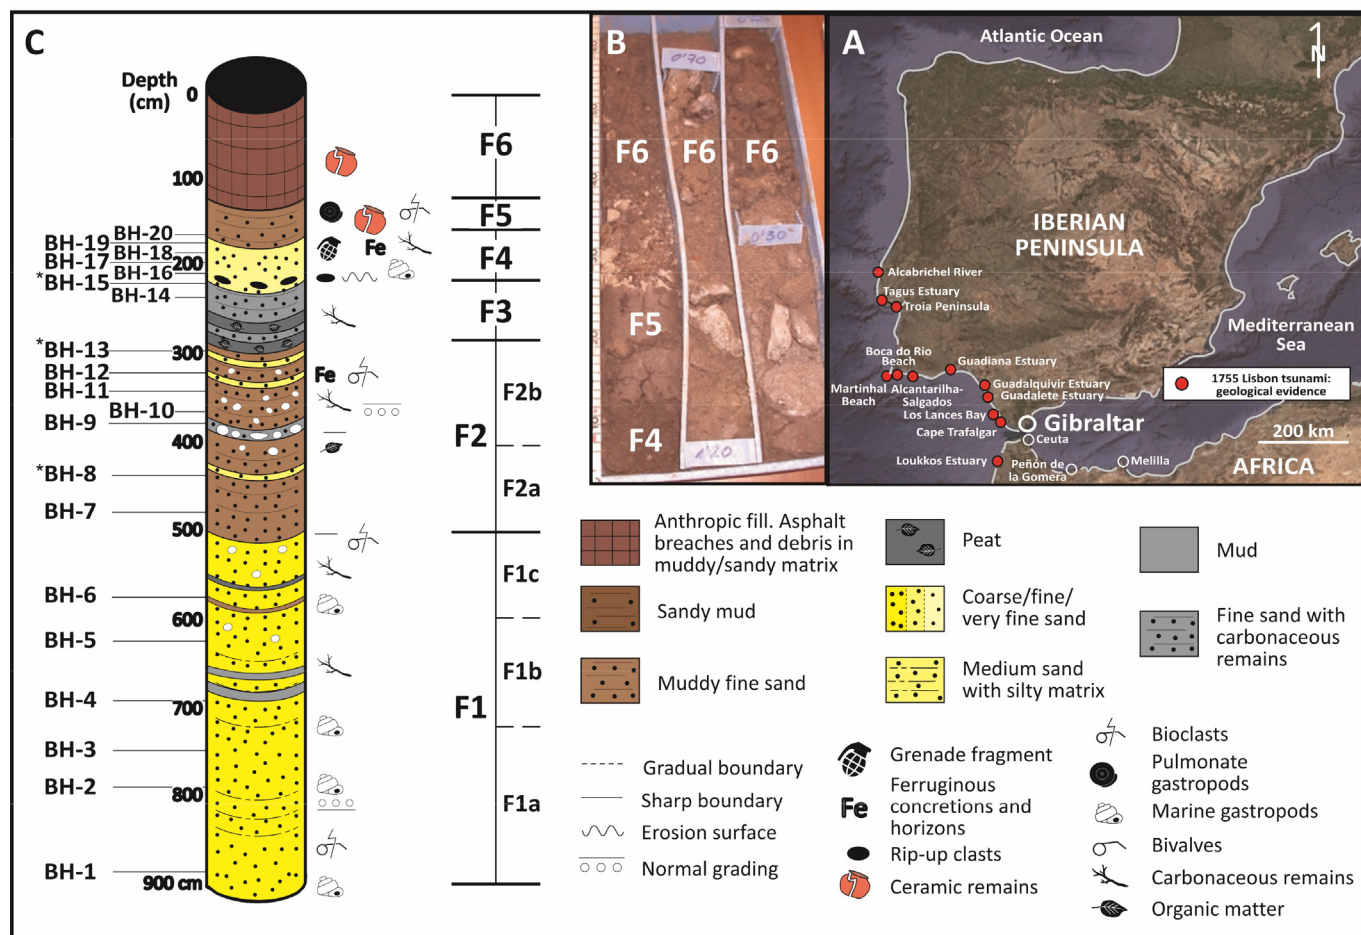 C
Depth
(cm)
0
100
200
300
400
500
600
700
800
900 cm
BH-20
BH-19
BH-18
BH-17
BH-16
*BH-15
BH-14
*BH-13
BH-12
BH-11
BH-10
BH-9
*BH-8
BH-7
BH-6
BH-5
BH-4
BH-3
BH-2
BH-1
Fe
Fe
F6
F5
F4
F3
F2
F2b
F2a
F1
F1c
F1b
F1a
B
0'70
F6
F6
F6
0'30
F5
F4
1'20
A
Atlantic Ocean
N
IBERIAN
PENINSULA
Alcabrichel River
Tagus Estuary
Troia Peninsula
Mediterranean
Sea
Boca do Rio
Beach
Guadiana Estuary
Martinhal
Beach
Alcantarilha-
Salgados
Guadalquivir Estuary
Guadalete Estuary
Los Lances Bay
Cape Trafalgar
Gibraltar
Ceuta
Loukkos Estuary
Peñón de
la Gomera
Melilla
1755 Lisbon tsunami:
geological evidence
200 km
AFRICA
Anthropic fill. Asphalt
breaches and debris in
muddy/sandy matrix
Sandy mud
Muddy fine sand
Peat
Coarse/fine/
very fine sand
Medium sand
with silty matrix
Mud
Fine sand with
carbonaceous
remains
Gradual boundary
Sharp boundary
Erosion surface
Normal grading
Grenade fragment
Fe
Ferruginous
concretions and
horizons
Rip-up clasts
Ceramic remains
Bioclasts
Pulmonate
gastropods
Marine gastropods
Bivalves
Carbonaceous remains
Organic matter